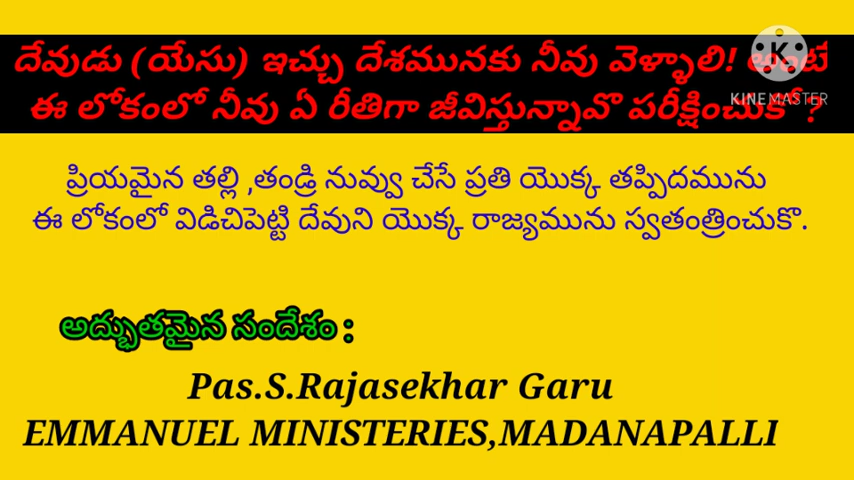 దేవుడు (యేసు) ఇచ్చు దేశమునకు నీవు వెళ్ళాలి! అంటే
ఈ లోకంలో నీవు ఏ రీతిగా జీవిస్తున్నావొ పరీక్షించుకో ?
KINEMASTER
ప్రియమైన తల్లి ,తండ్రి నువ్వు చేసే ప్రతి యొక్క తప్పిదమును
ఈ లోకంలో విడిచిపెట్టి దేవుని యొక్క రాజ్యమును స్వతంత్రించుకొ.
అద్భుతమైన సందేశం :
Pas.S.Rajasekhar Garu
EMMANUEL MINISTERIES,MADANAPALLI